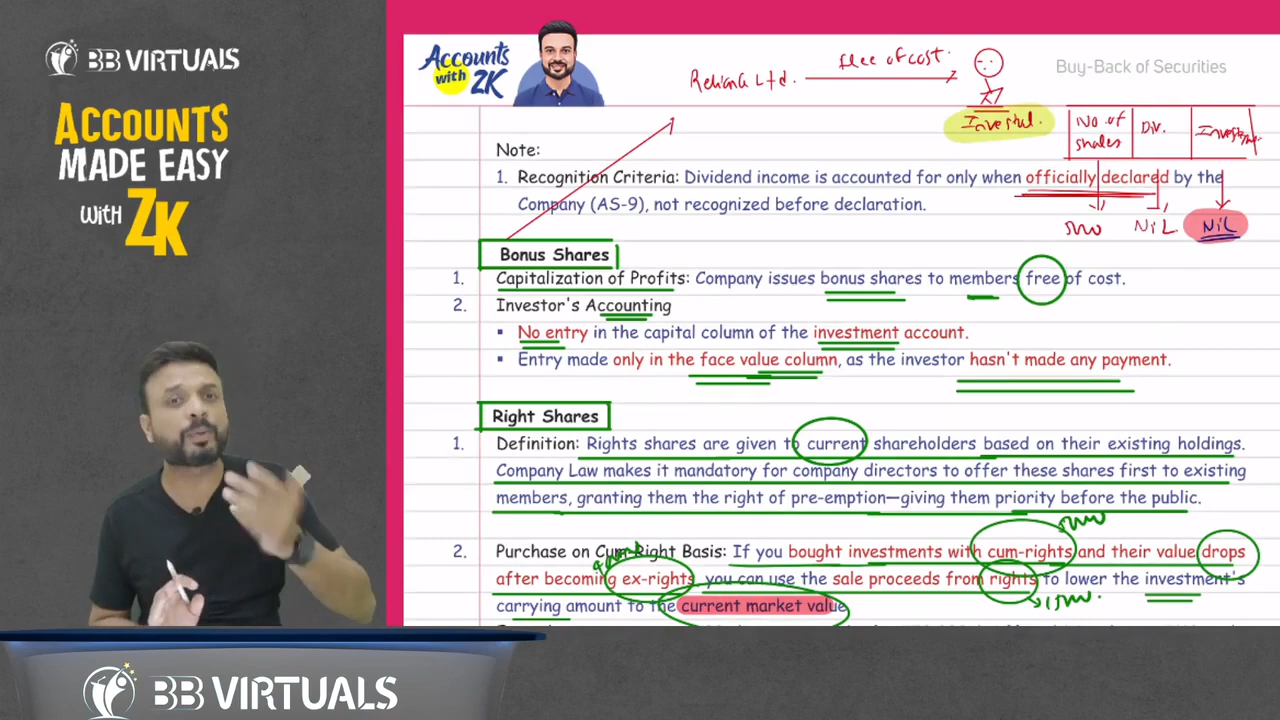 BB VIRTUALS
ACCOUNTS
MADE EASY
WITH ZK
Accounts
with ZK
Reliance Ltd.
free of cost.
Investor.
Buy-Back of Securities
No of shares
Div.
5000
NiL
NiL
Note:
1. Recognition Criteria: Dividend income is accounted for only when officially declared by the
Company (AS-9), not recognized before declaration.
Bonus Shares
1. Capitalization of Profits: Company issues bonus shares to members free of cost.
2. Investor's Accounting
▪ No entry in the capital column of the investment account.
▪ Entry made only in the face value column, as the investor hasn't made any payment.
Right Shares
1. Definition: Rights shares are given to current shareholders based on their existing holdings.
Company Law makes it mandatory for company directors to offer these shares first to existing
members, granting them the right of pre-emption—giving them priority before the public.
2. Purchase on Cum-Right Basis: If you bought investments with cum-rights and their value drops
after becoming ex-rights, you can use the sale proceeds from rights to lower the investment's
carrying amount to the current market value
BB VIRTUALS